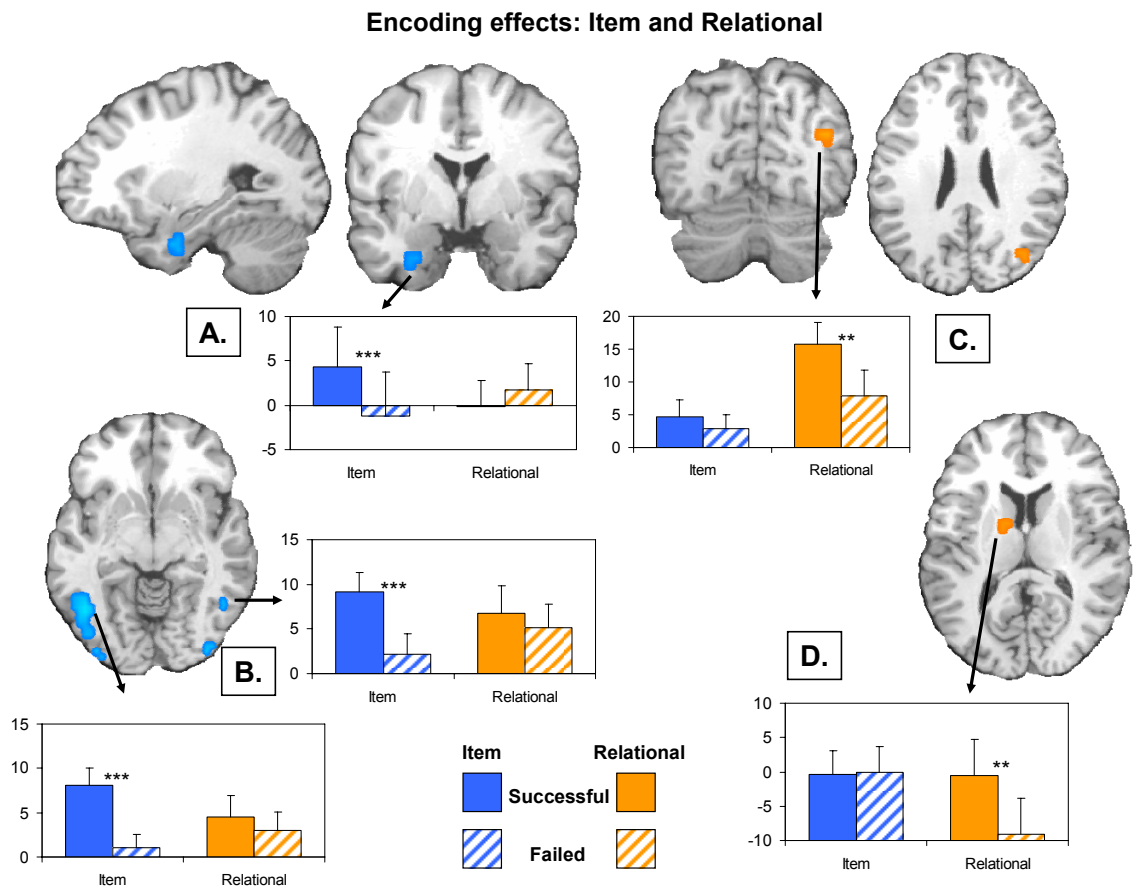 Encoding effects: Item and Relational
A.
10
5
0
-5
***
Item
Relational
C.
20
15
10
5
0
**
Item
Relational
B.
15
10
5
0
***
Item
Relational
15
10
5
0
***
Item
Relational
Item
Relational
Successful
Failed
D.
10
5
0
-5
-10
**
Item
Relational